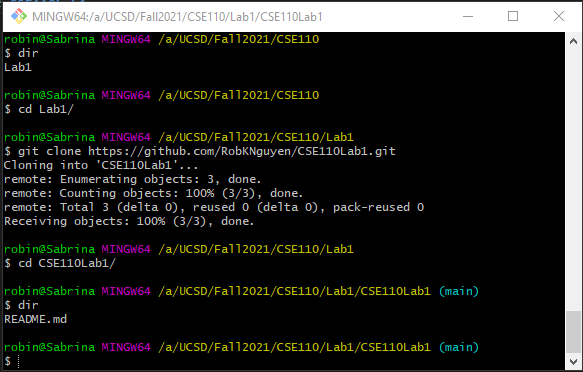 MINGW64:/a/UCSD/Fall2021/CSE110/Lab1/CSE110Lab1
robin@Sabrina MINGW64 /a/UCSD/Fall2021/CSE110
$ dir
Lab1
robin@Sabrina MINGW64 /a/UCSD/Fall2021/CSE110
$ cd Lab1/
robin@Sabrina MINGW64 /a/UCSD/Fall2021/CSE110/Lab1
$ git clone https://github.com/RobKNguyen/CSE110Lab1.git
Cloning into 'CSE110Lab1'...
remote: Enumerating objects: 3, done.
remote: Counting objects: 100% (3/3), done.
remote: Total 3 (delta 0), reused 0 (delta 0), pack-reused 0
Receiving objects: 100% (3/3), done.
robin@Sabrina MINGW64 /a/UCSD/Fall2021/CSE110/Lab1
$ cd CSE110Lab1/
robin@Sabrina MINGW64 /a/UCSD/Fall2021/CSE110/Lab1/CSE110Lab1 (main)
$ dir
README.md
robin@Sabrina MINGW64 /a/UCSD/Fall2021/CSE110/Lab1/CSE110Lab1 (main)
$